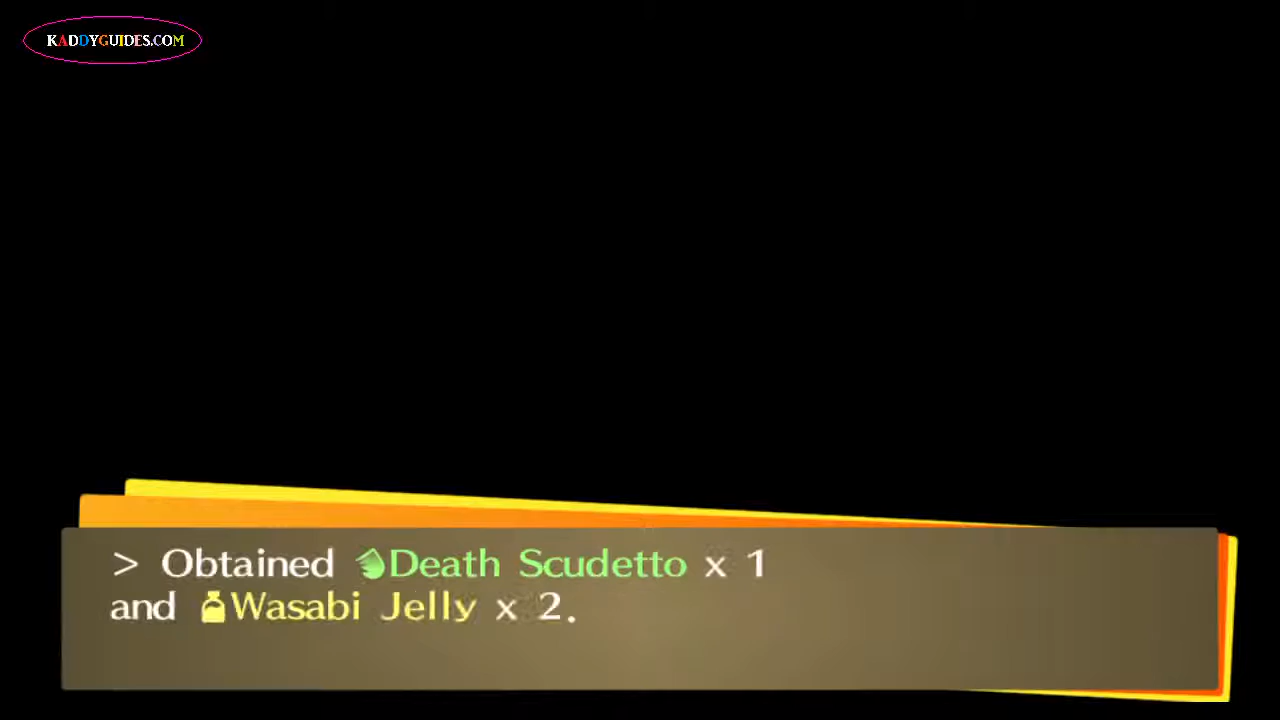 KADDYGUIDES.COM
> Obtained Death Scudetto x 1
and Wasabi Jelly x 2.